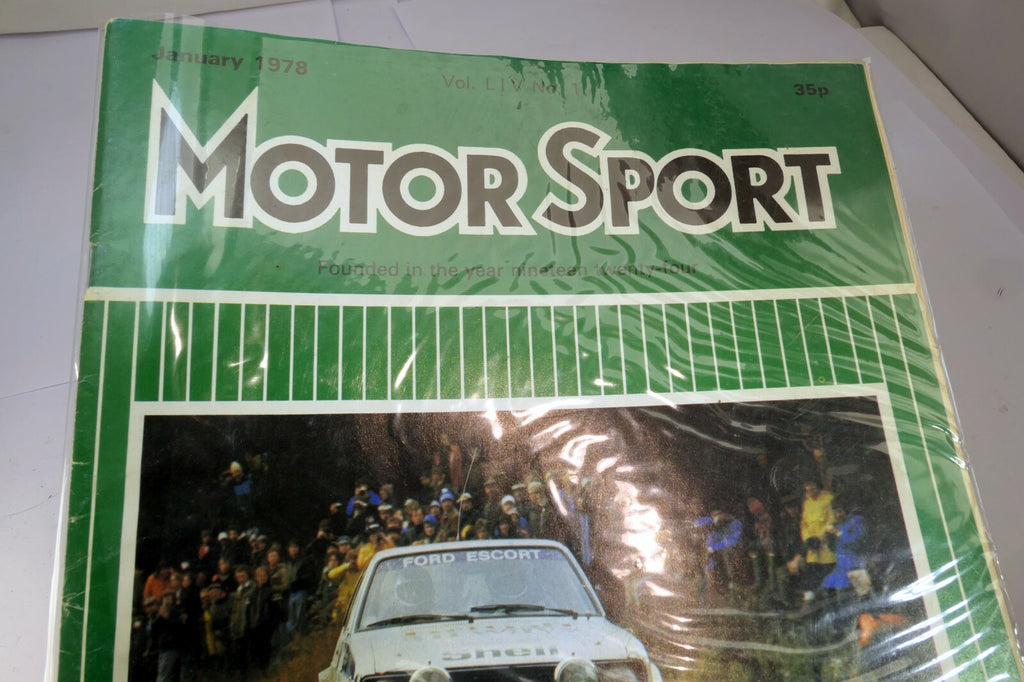 January 1978
Vol. LIV No. 1
35p
MOTOR SPORT
Founded in the year nineteen twenty-four
FORD ESCORT
Shell